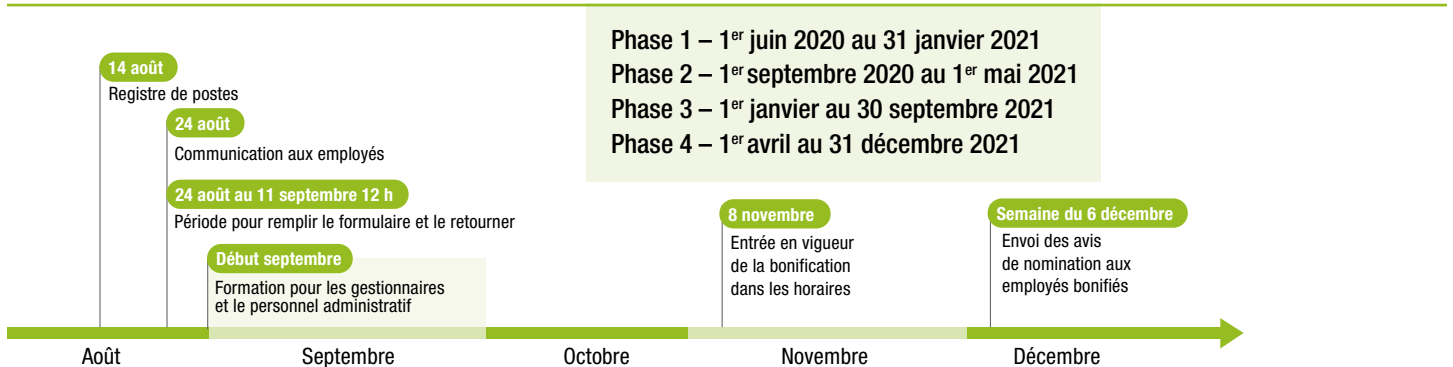 Phase 1 – 1er juin 2020 au 31 janvier 2021
Phase 2 – 1er septembre 2020 au 1er mai 2021
Phase 3 – 1er janvier au 30 septembre 2021
Phase 4 – 1er avril au 31 décembre 2021
14 août
Registre de postes
24 août
Communication aux employés
24 août au 11 septembre 12 h
Période pour remplir le formulaire et le retourner
Début septembre
Formation pour les gestionnaires
et le personnel administratif
8 novembre
Entrée en vigueur
de la bonification
dans les horaires
Semaine du 6 décembre
Envoi des avis
de nomination aux
employés bonifiés
Août
Septembre
Octobre
Novembre
Décembre